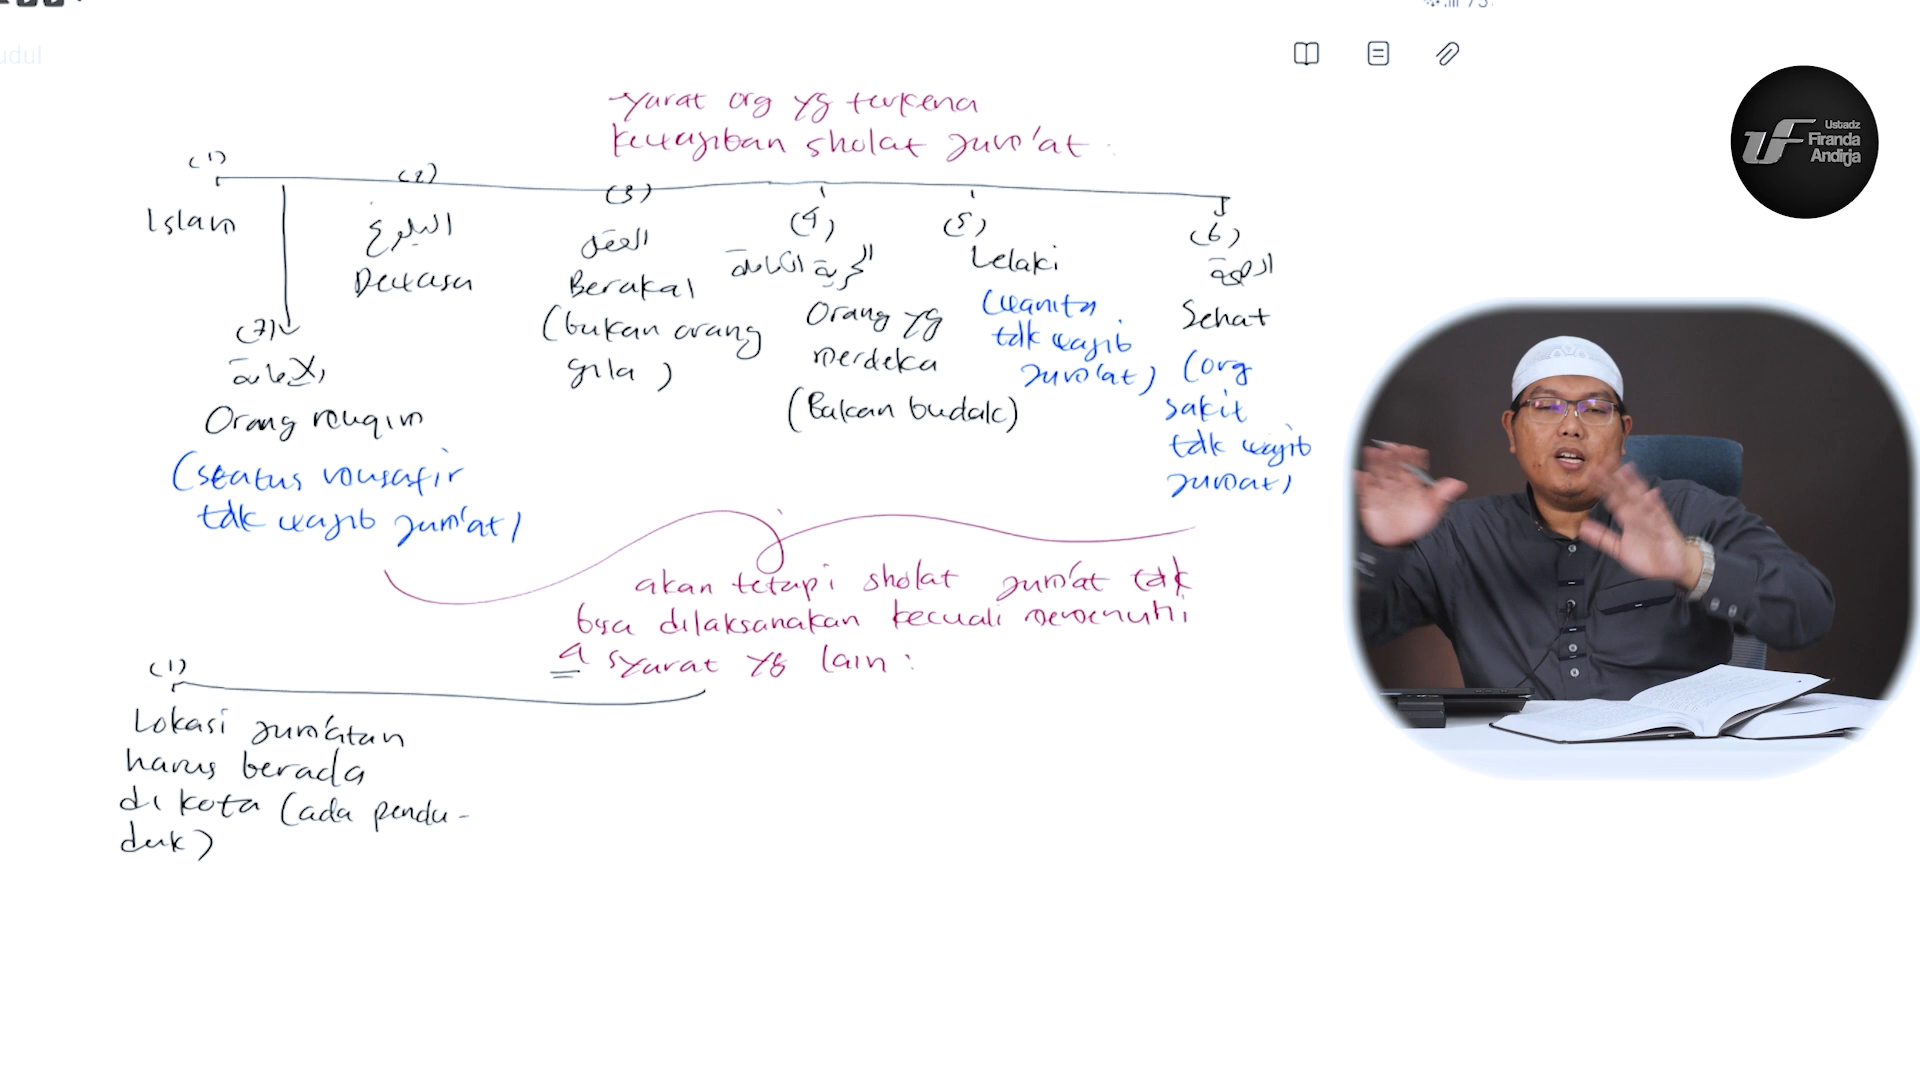 udul
Ustadz
Firanda
Andirja
syarat org yg terkena
kewajiban sholat jum'at
(1)
Islam
(2)
البلوغ
Dewasa
(3)
العقل
Berakal
(bukan orang
gila)
(4)
الحرية الكاملة
Orang yg
merdeka
(Bukan budak)
(5)
Lelaki
(wanita
tdk wajib
jum'at)
(6)
الصحة
Sehat
(org
sakit
tdk wajib
jumat)
(7)
الإقامة
Orang muqim
(status musafir
tdk wajib jum'at)
akan tetapi sholat jum'at tdk
bisa dilaksanakan kecuali memenuhi
4 syarat yg lain :
(1)
Lokasi jum'atan
harus berada
di kota (ada pendu-
duk)